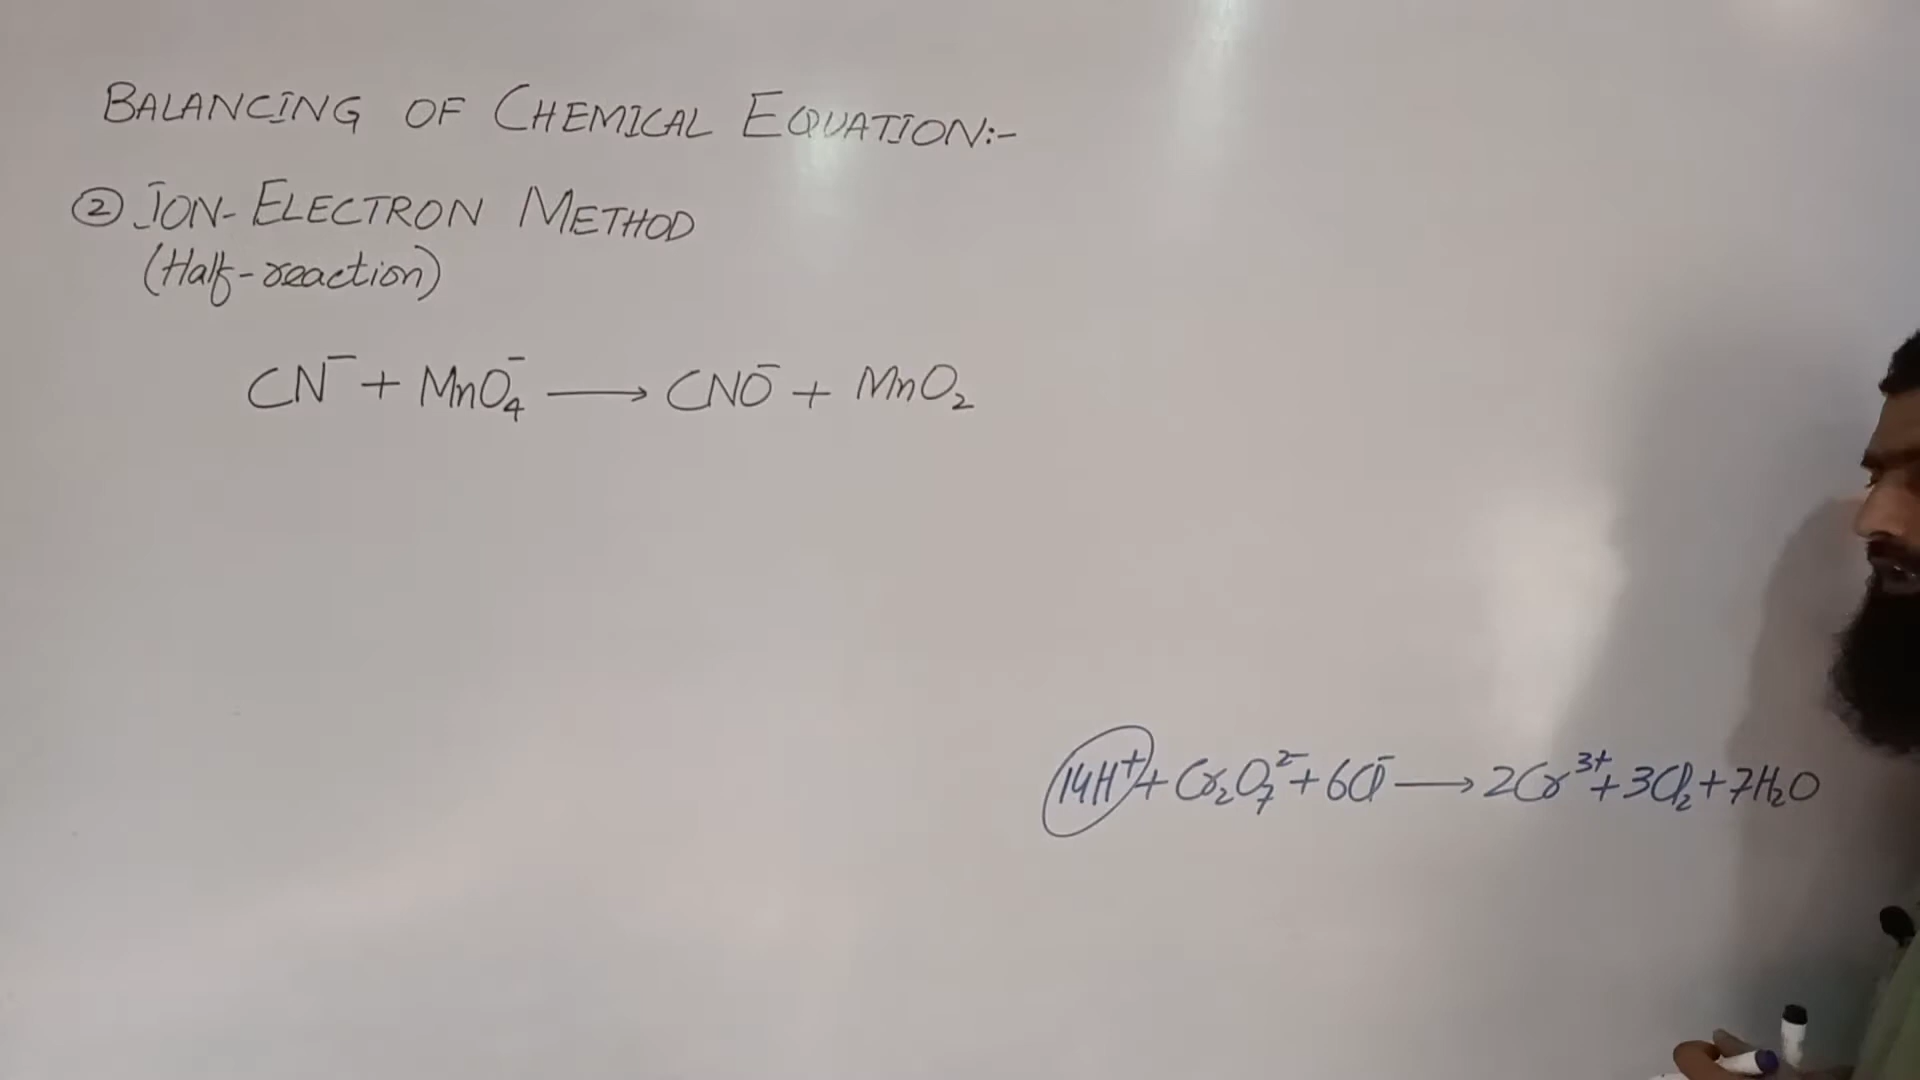 BALANCING OF CHEMICAL EQUATION:-
② ION-ELECTRON METHOD
(Half-reaction)
CN⁻ + MnO₄⁻ ⟶ CNO⁻ + MnO₂
14H⁺ + Cr₂O₇²⁻ + 6Cl⁻ ⟶ 2Cr³⁺ + 3Cl₂ + 7H₂O